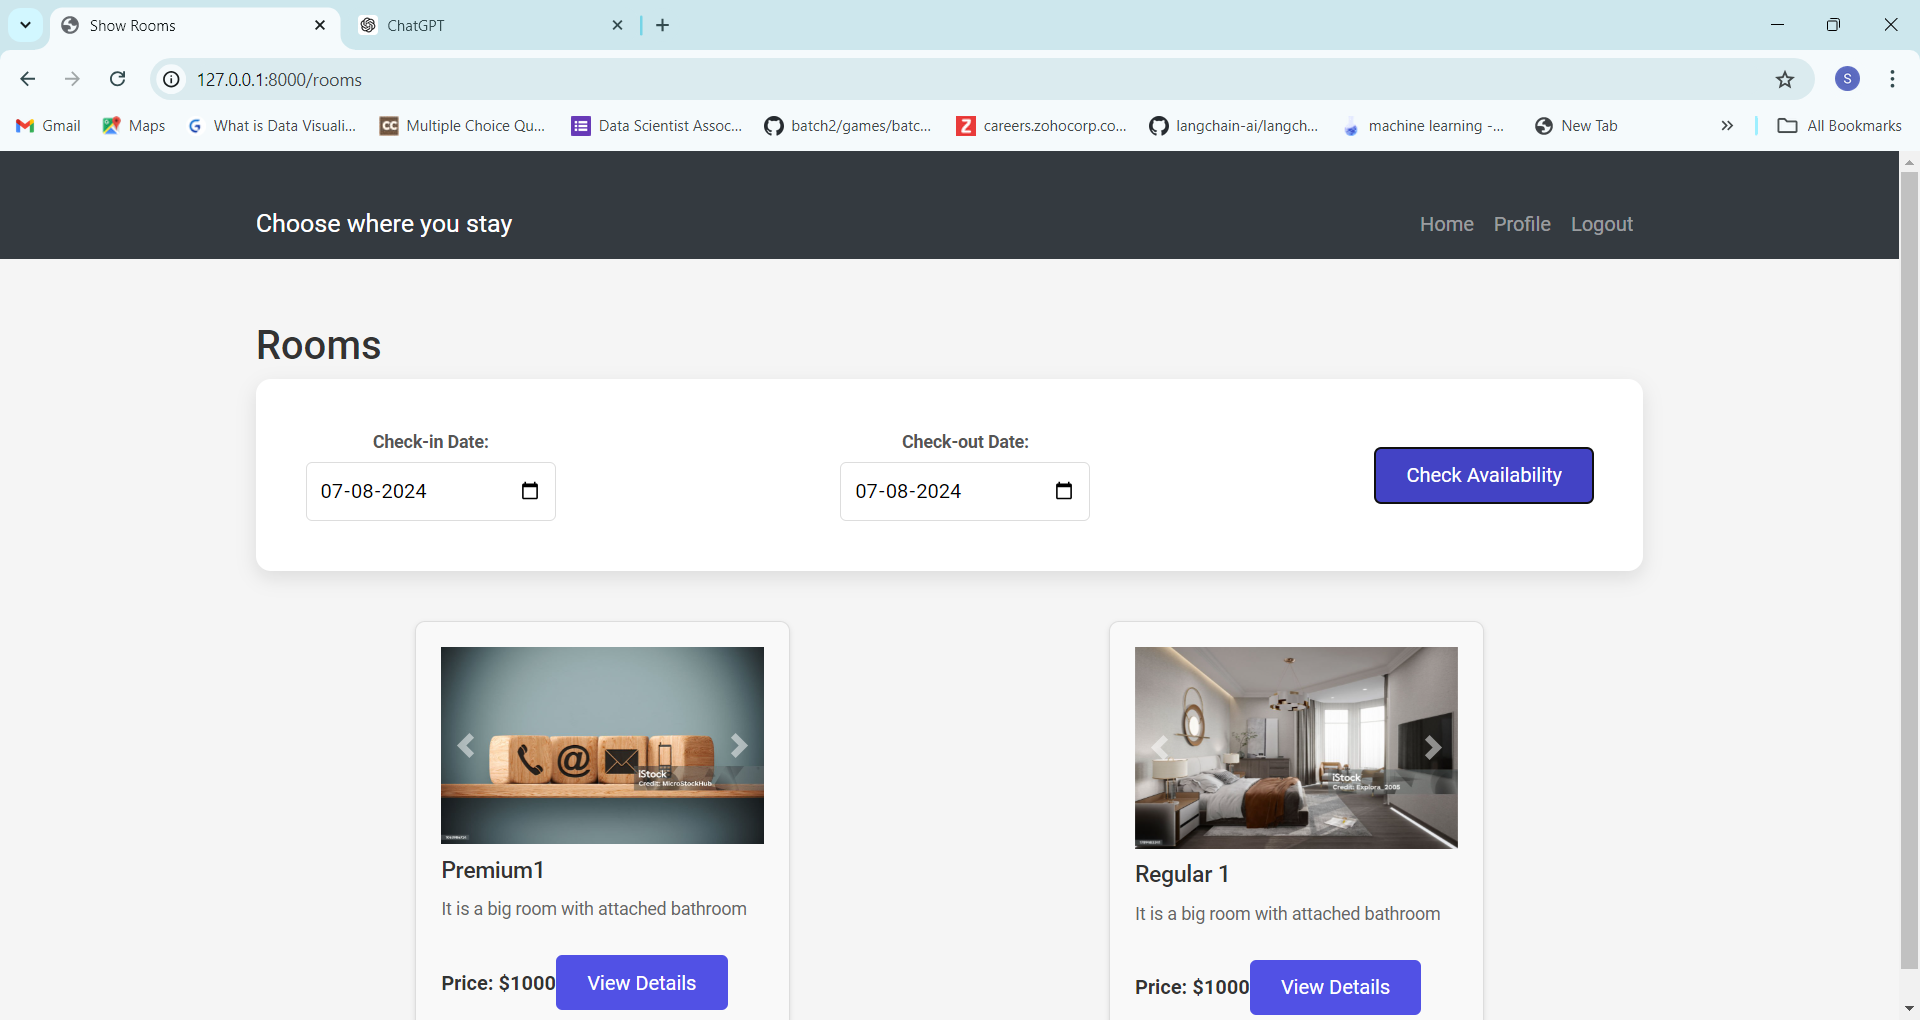 Show Rooms
ChatGPT
127.0.0.1:8000/rooms
S
Gmail
Maps
What is Data Visuali...
Multiple Choice Qu...
Data Scientist Assoc...
batch2/games/batc...
careers.zohocorp.co...
langchain-ai/langch...
machine learning -...
New Tab
All Bookmarks
Choose where you stay
Home Profile Logout
Rooms
Check-in Date:
07-08-2024
Check-out Date:
07-08-2024
Check Availability
iStock
Credit: MicroStockHub
Premium1
It is a big room with attached bathroom
Price: $1000
View Details
iStock
Credit: Explora_2005
Regular 1
It is a big room with attached bathroom
Price: $1000
View Details